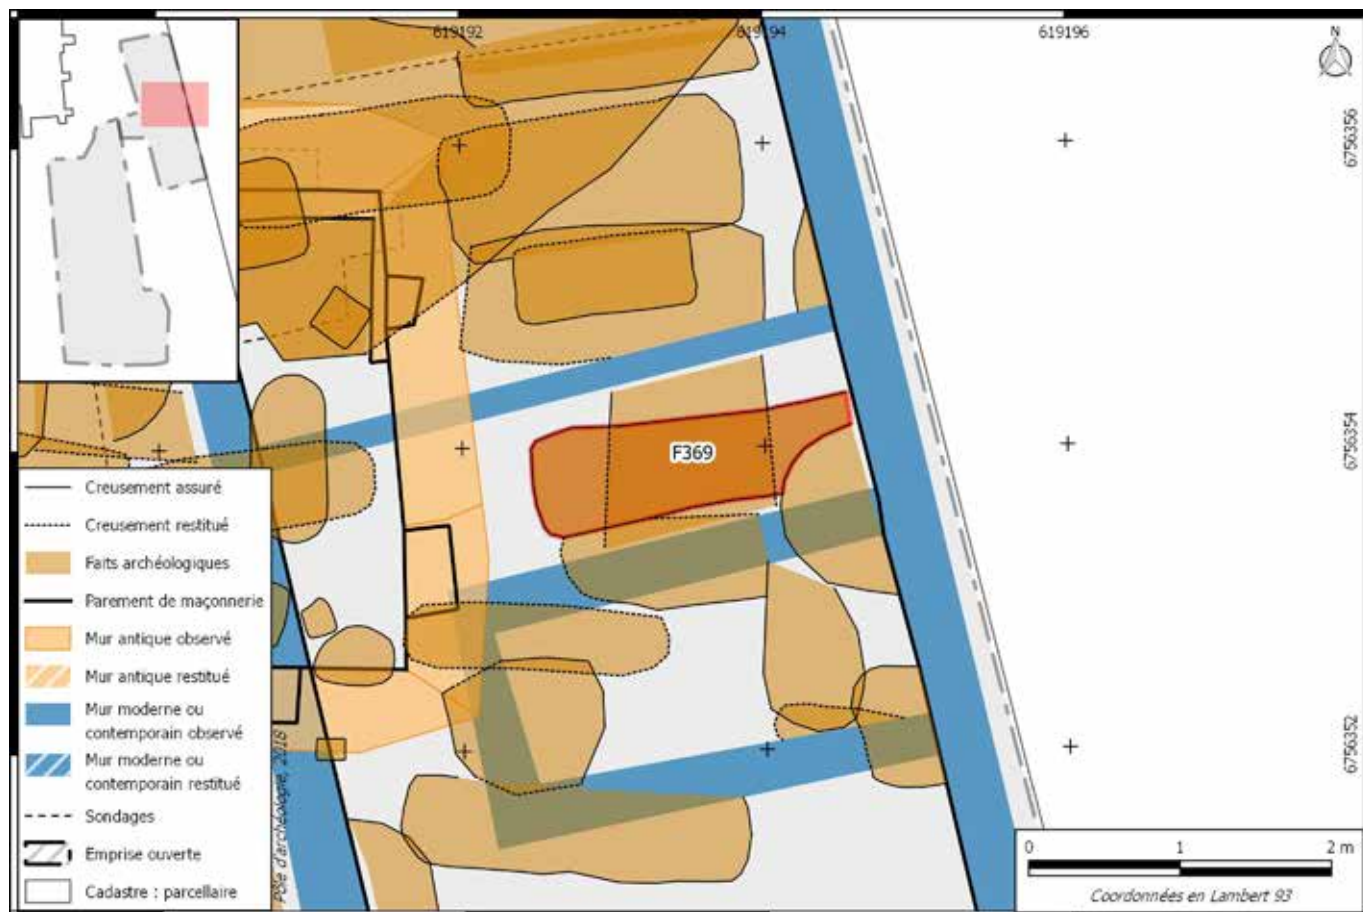 619192
619194
619196
N
6756356
6756354
6756352
F369
Creusement assuré
Creusement restitué
Faits archéologiques
Parement de maçonnerie
Mur antique observé
Mur antique restitué
Mur moderne ou
contemporain observé
Mur moderne ou
contemporain restitué
Sondages
Emprise ouverte
Cadastre : parcellaire
Pôle d'archéologie, 2018
0 1 2 m
Coordonnées en Lambert 93